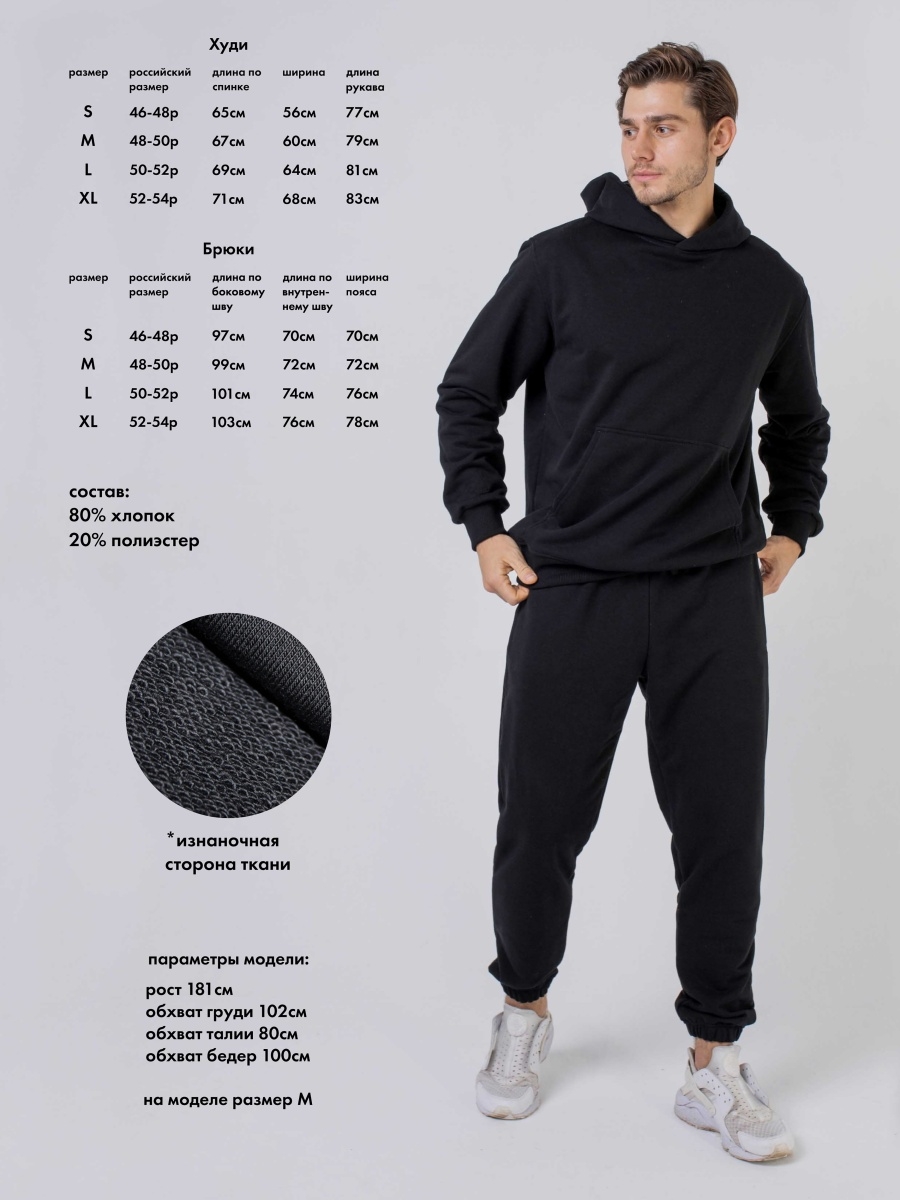 Худи
размер российский размер длина по спинке ширина длина рукава
S 46-48р 65см 56см 77см
M 48-50р 67см 60см 79см
L 50-52р 69см 64см 81см
XL 52-54р 71см 68см 83см
Брюки
размер российский размер длина по боковому шву длина по внутрен-нему шву ширина пояса
S 46-48р 97см 70см 70см
M 48-50р 99см 72см 72см
L 50-52р 101см 74см 76см
XL 52-54р 103см 76см 78см
состав:
80% хлопок
20% полиэстер
*изнаночная
сторона ткани
параметры модели:
рост 181см
обхват груди 102см
обхват талии 80см
обхват бедер 100см
на моделе размер М